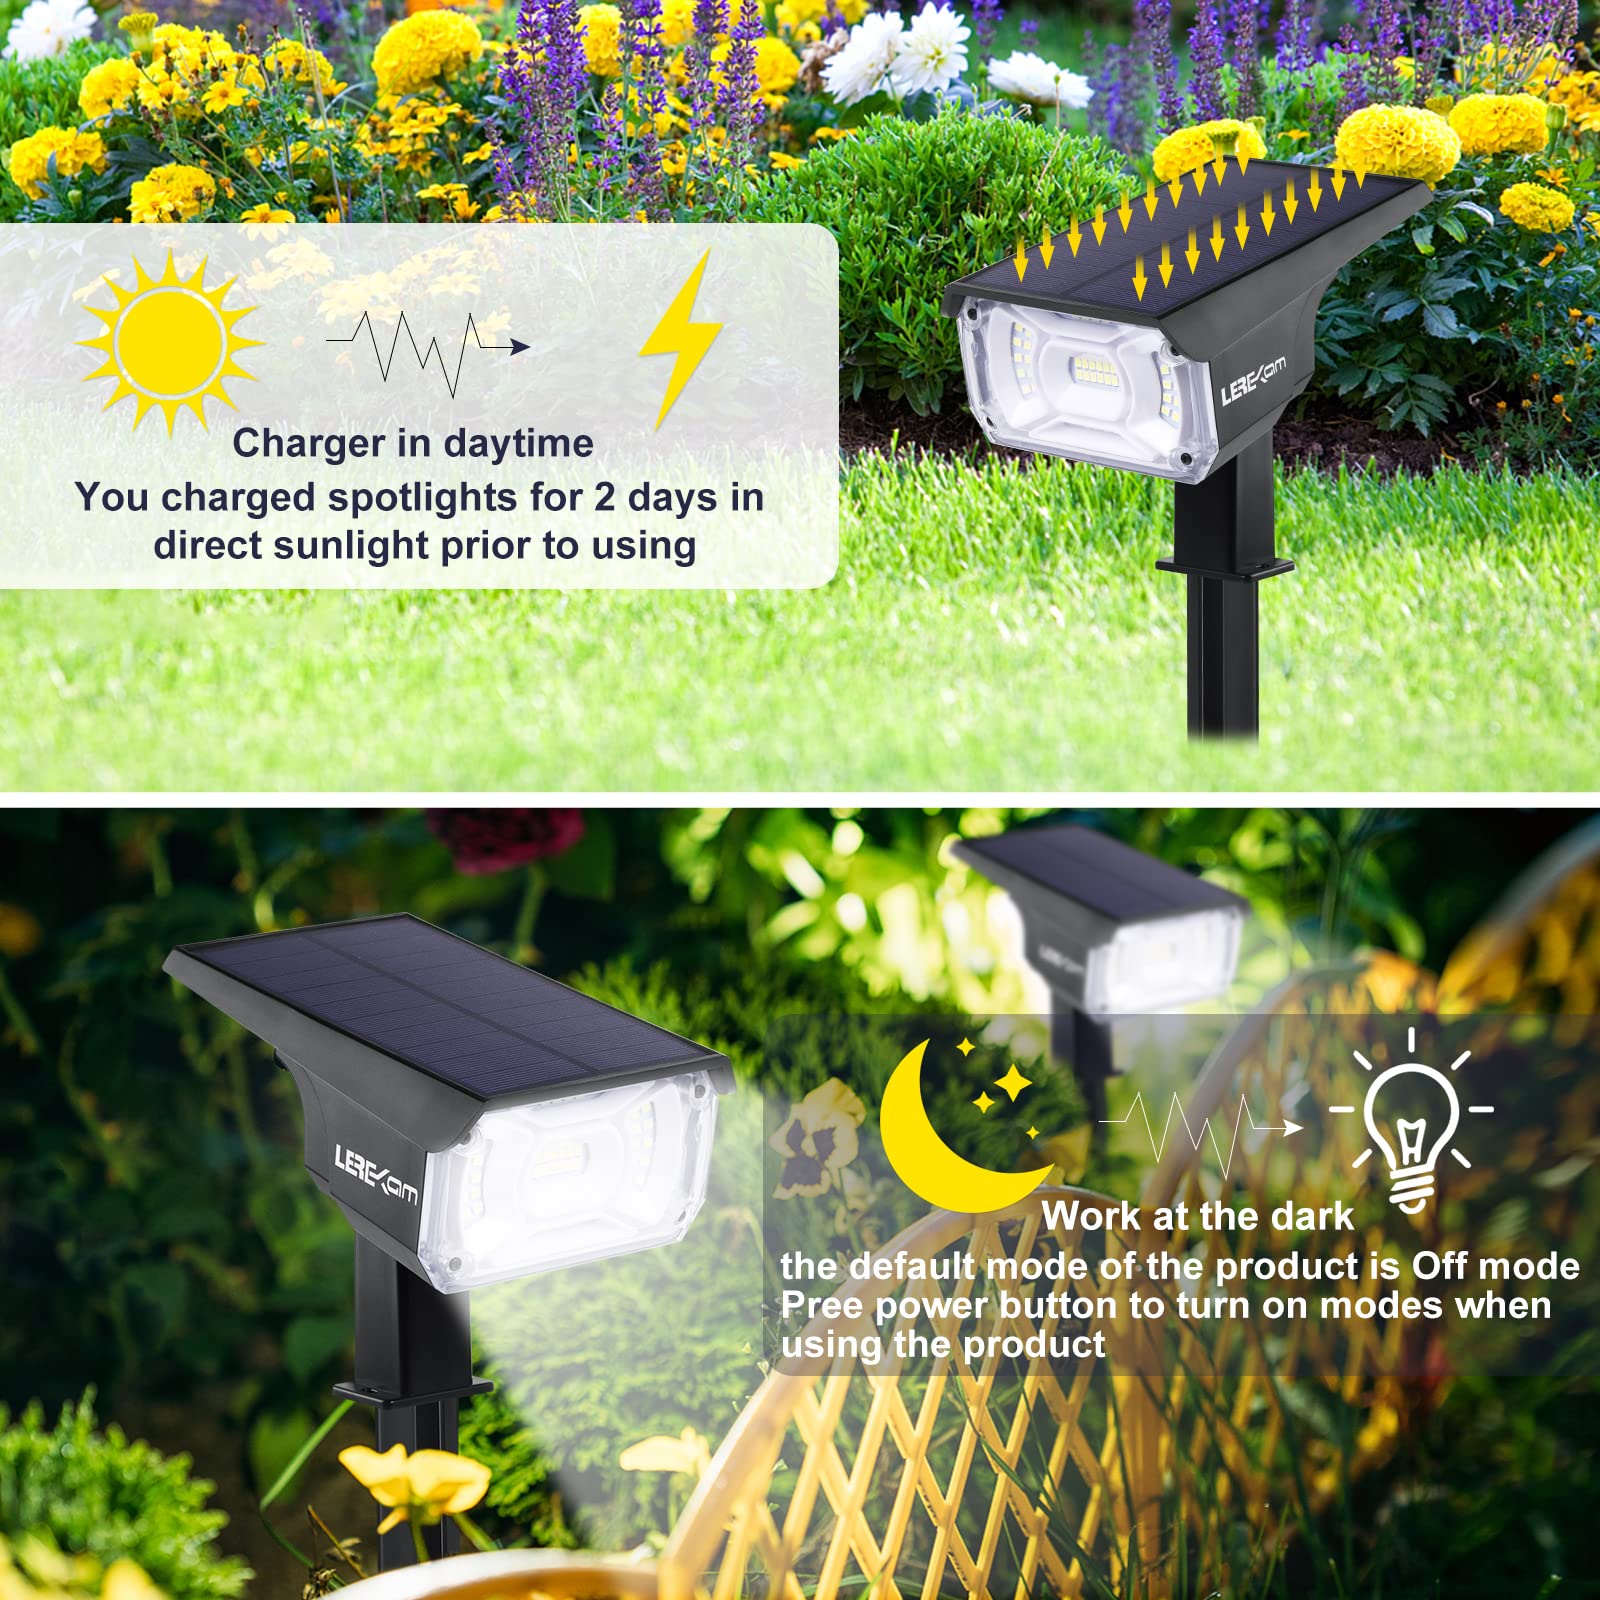 Charger in daytime
You charged spotlights for 2 days in
direct sunlight prior to using
LEREKam
LEREKam
LEREKam
Work at the dark
the default mode of the product is Off mode
Pree power button to turn on modes when
using the product